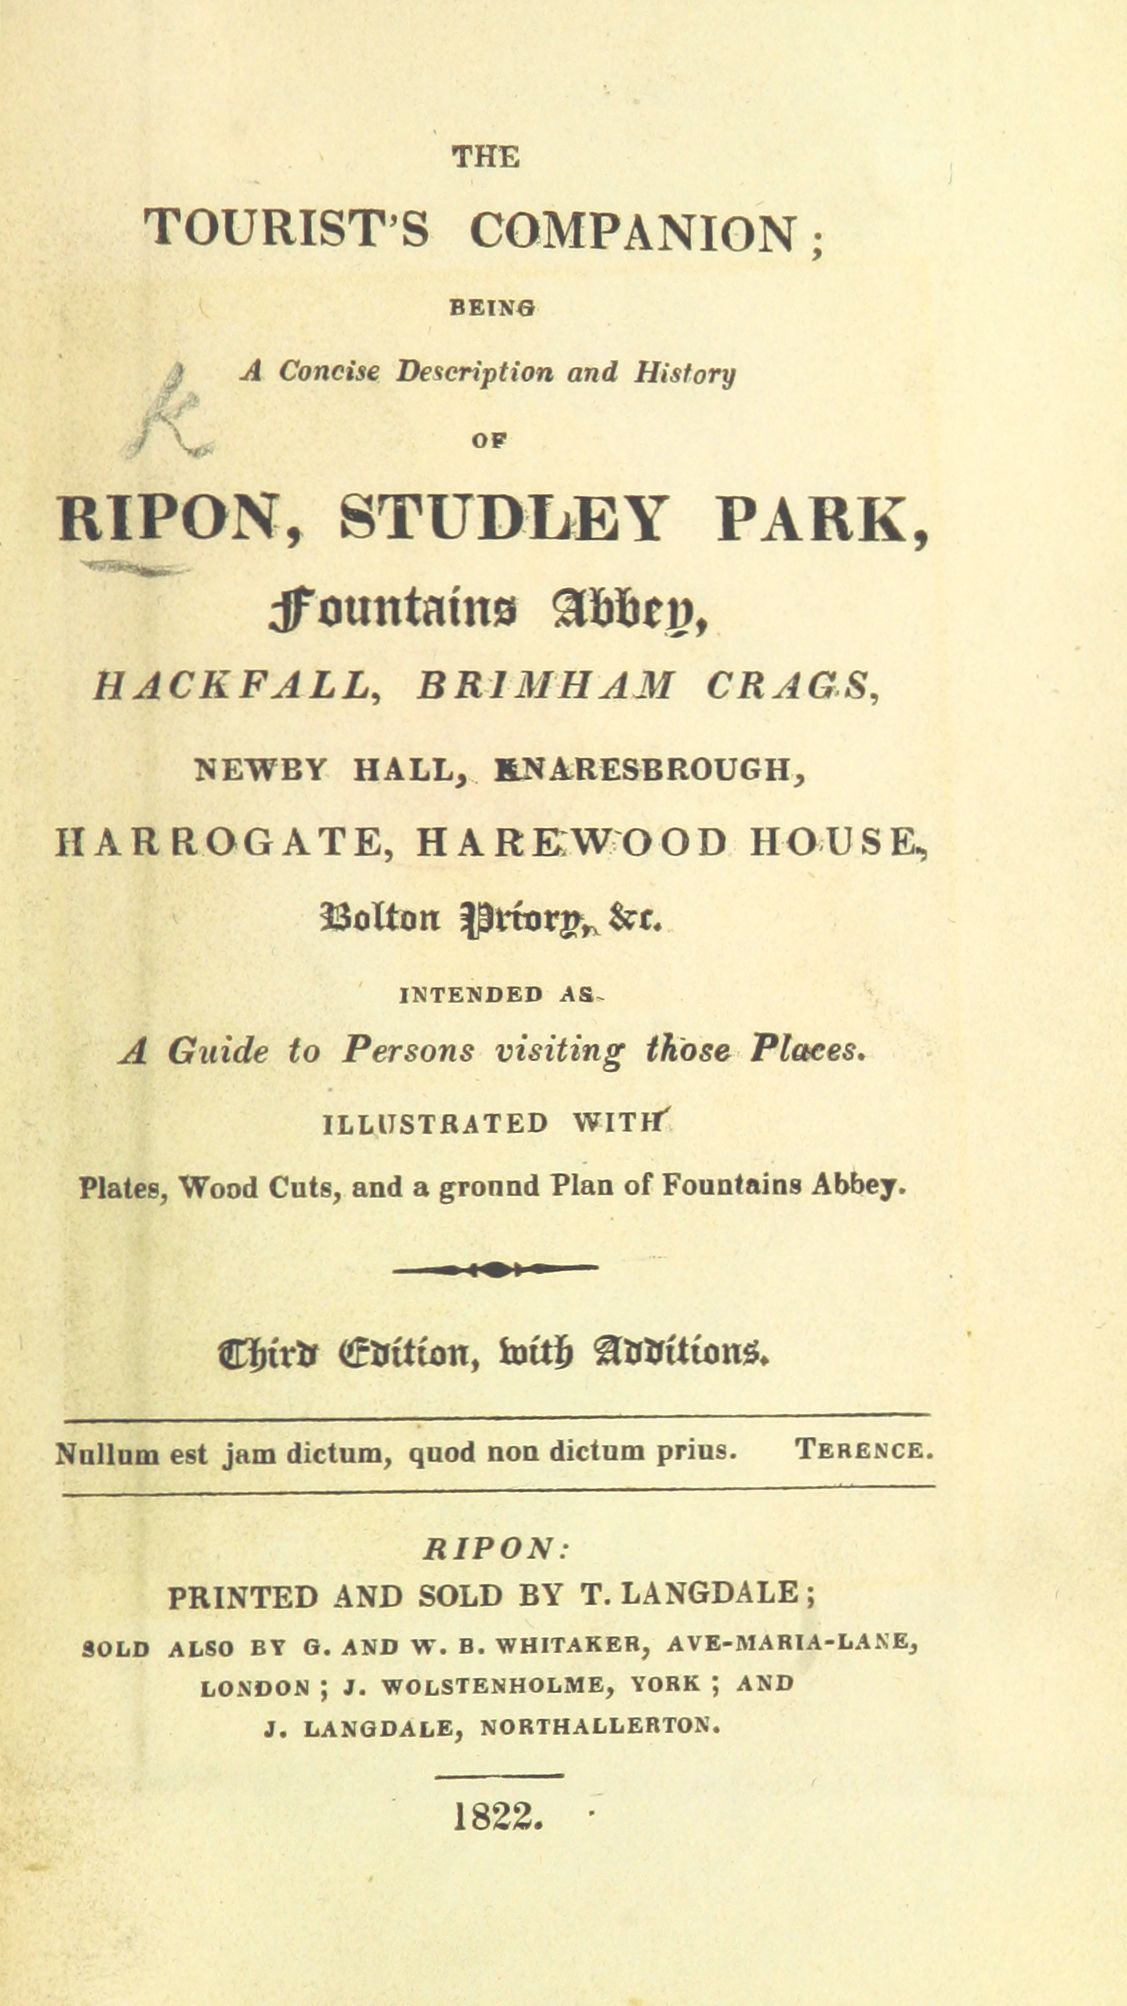 THE
TOURIST'S COMPANION;
BEING
A Concise Description and History
OF
k
RIPON, STUDLEY PARK,
Fountains Abbey,
HACKFALL, BRIMHAM CRAGS,
NEWBY HALL, KNARESBROUGH,
HARROGATE, HAREWOOD HOUSE,
Bolton Priory, &c.
INTENDED AS
A Guide to Persons visiting those Places.
ILLUSTRATED WITH
Plates, Wood Cuts, and a gronnd Plan of Fountains Abbey.
Third Edition, with Additions.
Nullum est jam dictum, quod non dictum prius. TERENCE.
RIPON:
PRINTED AND SOLD BY T. LANGDALE;
SOLD ALSO BY G. AND W. B. WHITAKER, AVE-MARIA-LANE,
LONDON; J. WOLSTENHOLME, YORK; AND
J. LANGDALE, NORTHALLERTON.
1822.